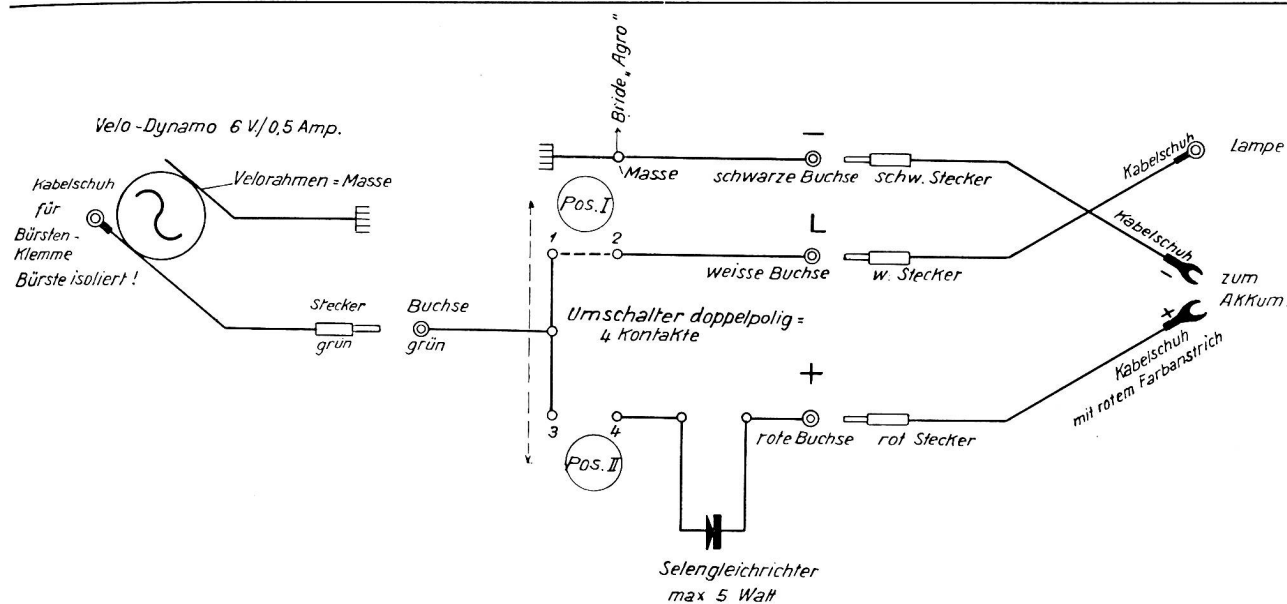 Bride „Agro"
Velo-Dynamo 6 V./0,5 Amp.
Kabelschuh
für
Bürsten-
Klemme
Bürste isoliert!
Velorahmen = Masse
Stecker
grün
Buchse
grün
Pos. I
1
2
Umschalter doppelpolig =
4 Kontakte
3
4
Pos. II
Masse
−
schwarze Buchse
schw. Stecker
L
weisse Buchse
w. Stecker
+
rote Buchse
rot Stecker
Selengleichrichter
max 5 Watt
Kabelschuh
Lampe
Kabelschuh
−
zum
Akkum.
+
Kabelschuh
mit rotem Farbanstrich